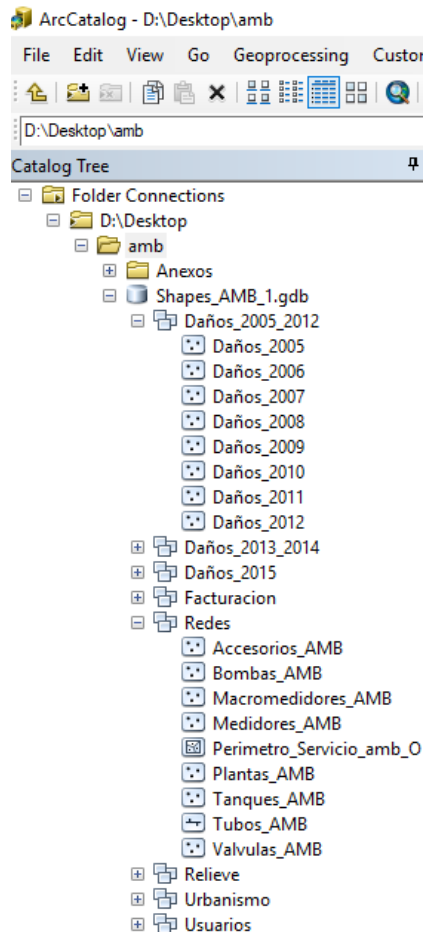 ArcCatalog - D:\Desktop\amb
File Edit View Go Geoprocessing Custor
D:\Desktop\amb
Catalog Tree
Folder Connections
D:\Desktop
amb
Anexos
Shapes_AMB_1.gdb
Daños_2005_2012
Daños_2005
Daños_2006
Daños_2007
Daños_2008
Daños_2009
Daños_2010
Daños_2011
Daños_2012
Daños_2013_2014
Daños_2015
Facturacion
Redes
Accesorios_AMB
Bombas_AMB
Macromedidores_AMB
Medidores_AMB
Perimetro_Servicio_amb_O
Plantas_AMB
Tanques_AMB
Tubos_AMB
Valvulas_AMB
Relieve
Urbanismo
Usuarios